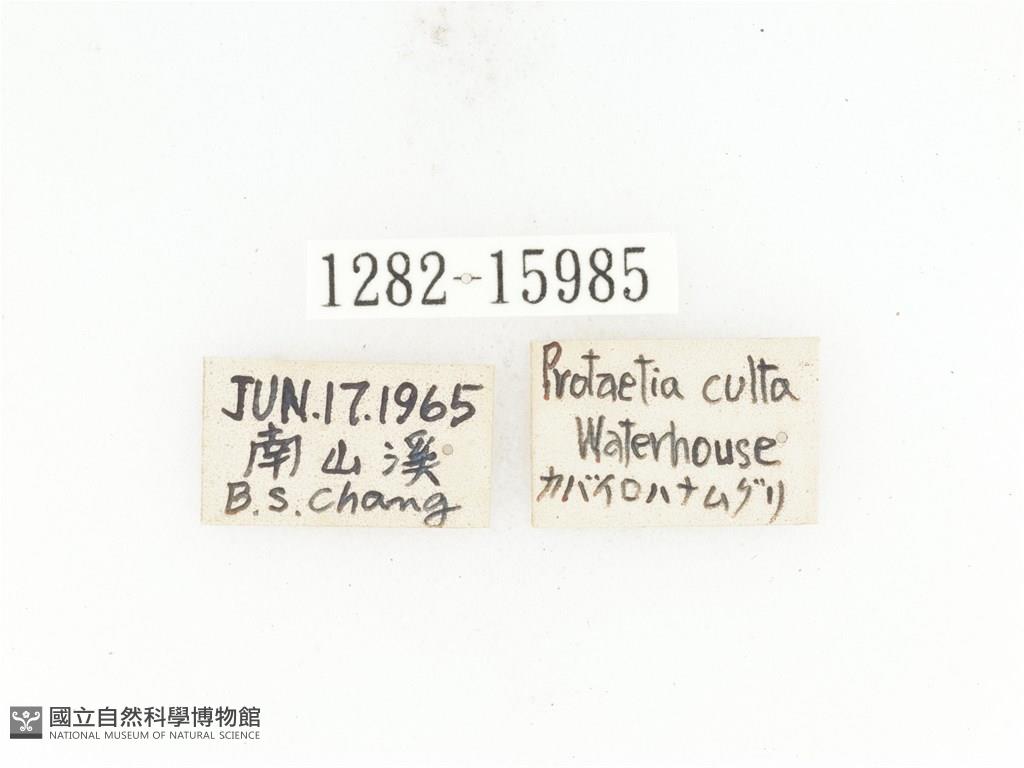 1282-15985
JUN.17.1965
南山溪
B.S.Chang
Protaetia culta
Waterhouse
カバイロハナムグリ
國立自然科學博物館
NATIONAL MUSEUM OF NATURAL SCIENCE